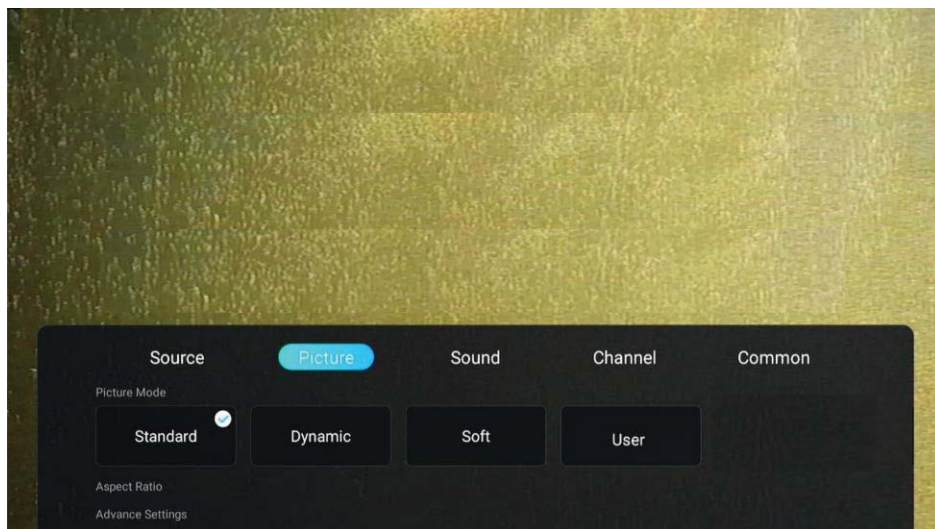 Source Picture Sound Channel Common
Picture Mode
Standard Dynamic Soft User
Aspect Ratio
Advance Settings